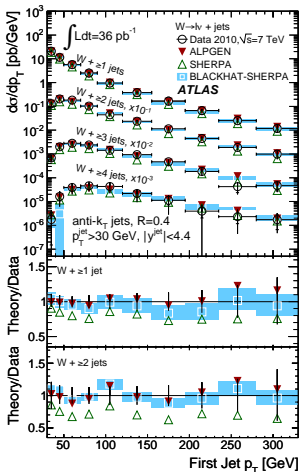 dσ/dp_T [pb/GeV]
10³
10²
10
1
10⁻¹
10⁻²
10⁻³
10⁻⁴
10⁻⁵
10⁻⁶
∫Ldt=36 pb⁻¹
W→lν + jets
Data 2010,√s=7 TeV
ALPGEN
SHERPA
BLACKHAT-SHERPA
ATLAS
W + ≥1 jets
W + ≥2 jets, x10⁻¹
W + ≥3 jets, x10⁻²
W + ≥4 jets, x10⁻³
anti-k_T jets, R=0.4
p_T^jet>30 GeV, |y^jet|<4.4
Theory/Data
W + ≥1 jet
1.5
1
0.5
Theory/Data
W + ≥2 jets
1.5
1
0.5
50 100 150 200 250 300
First Jet p_T [GeV]